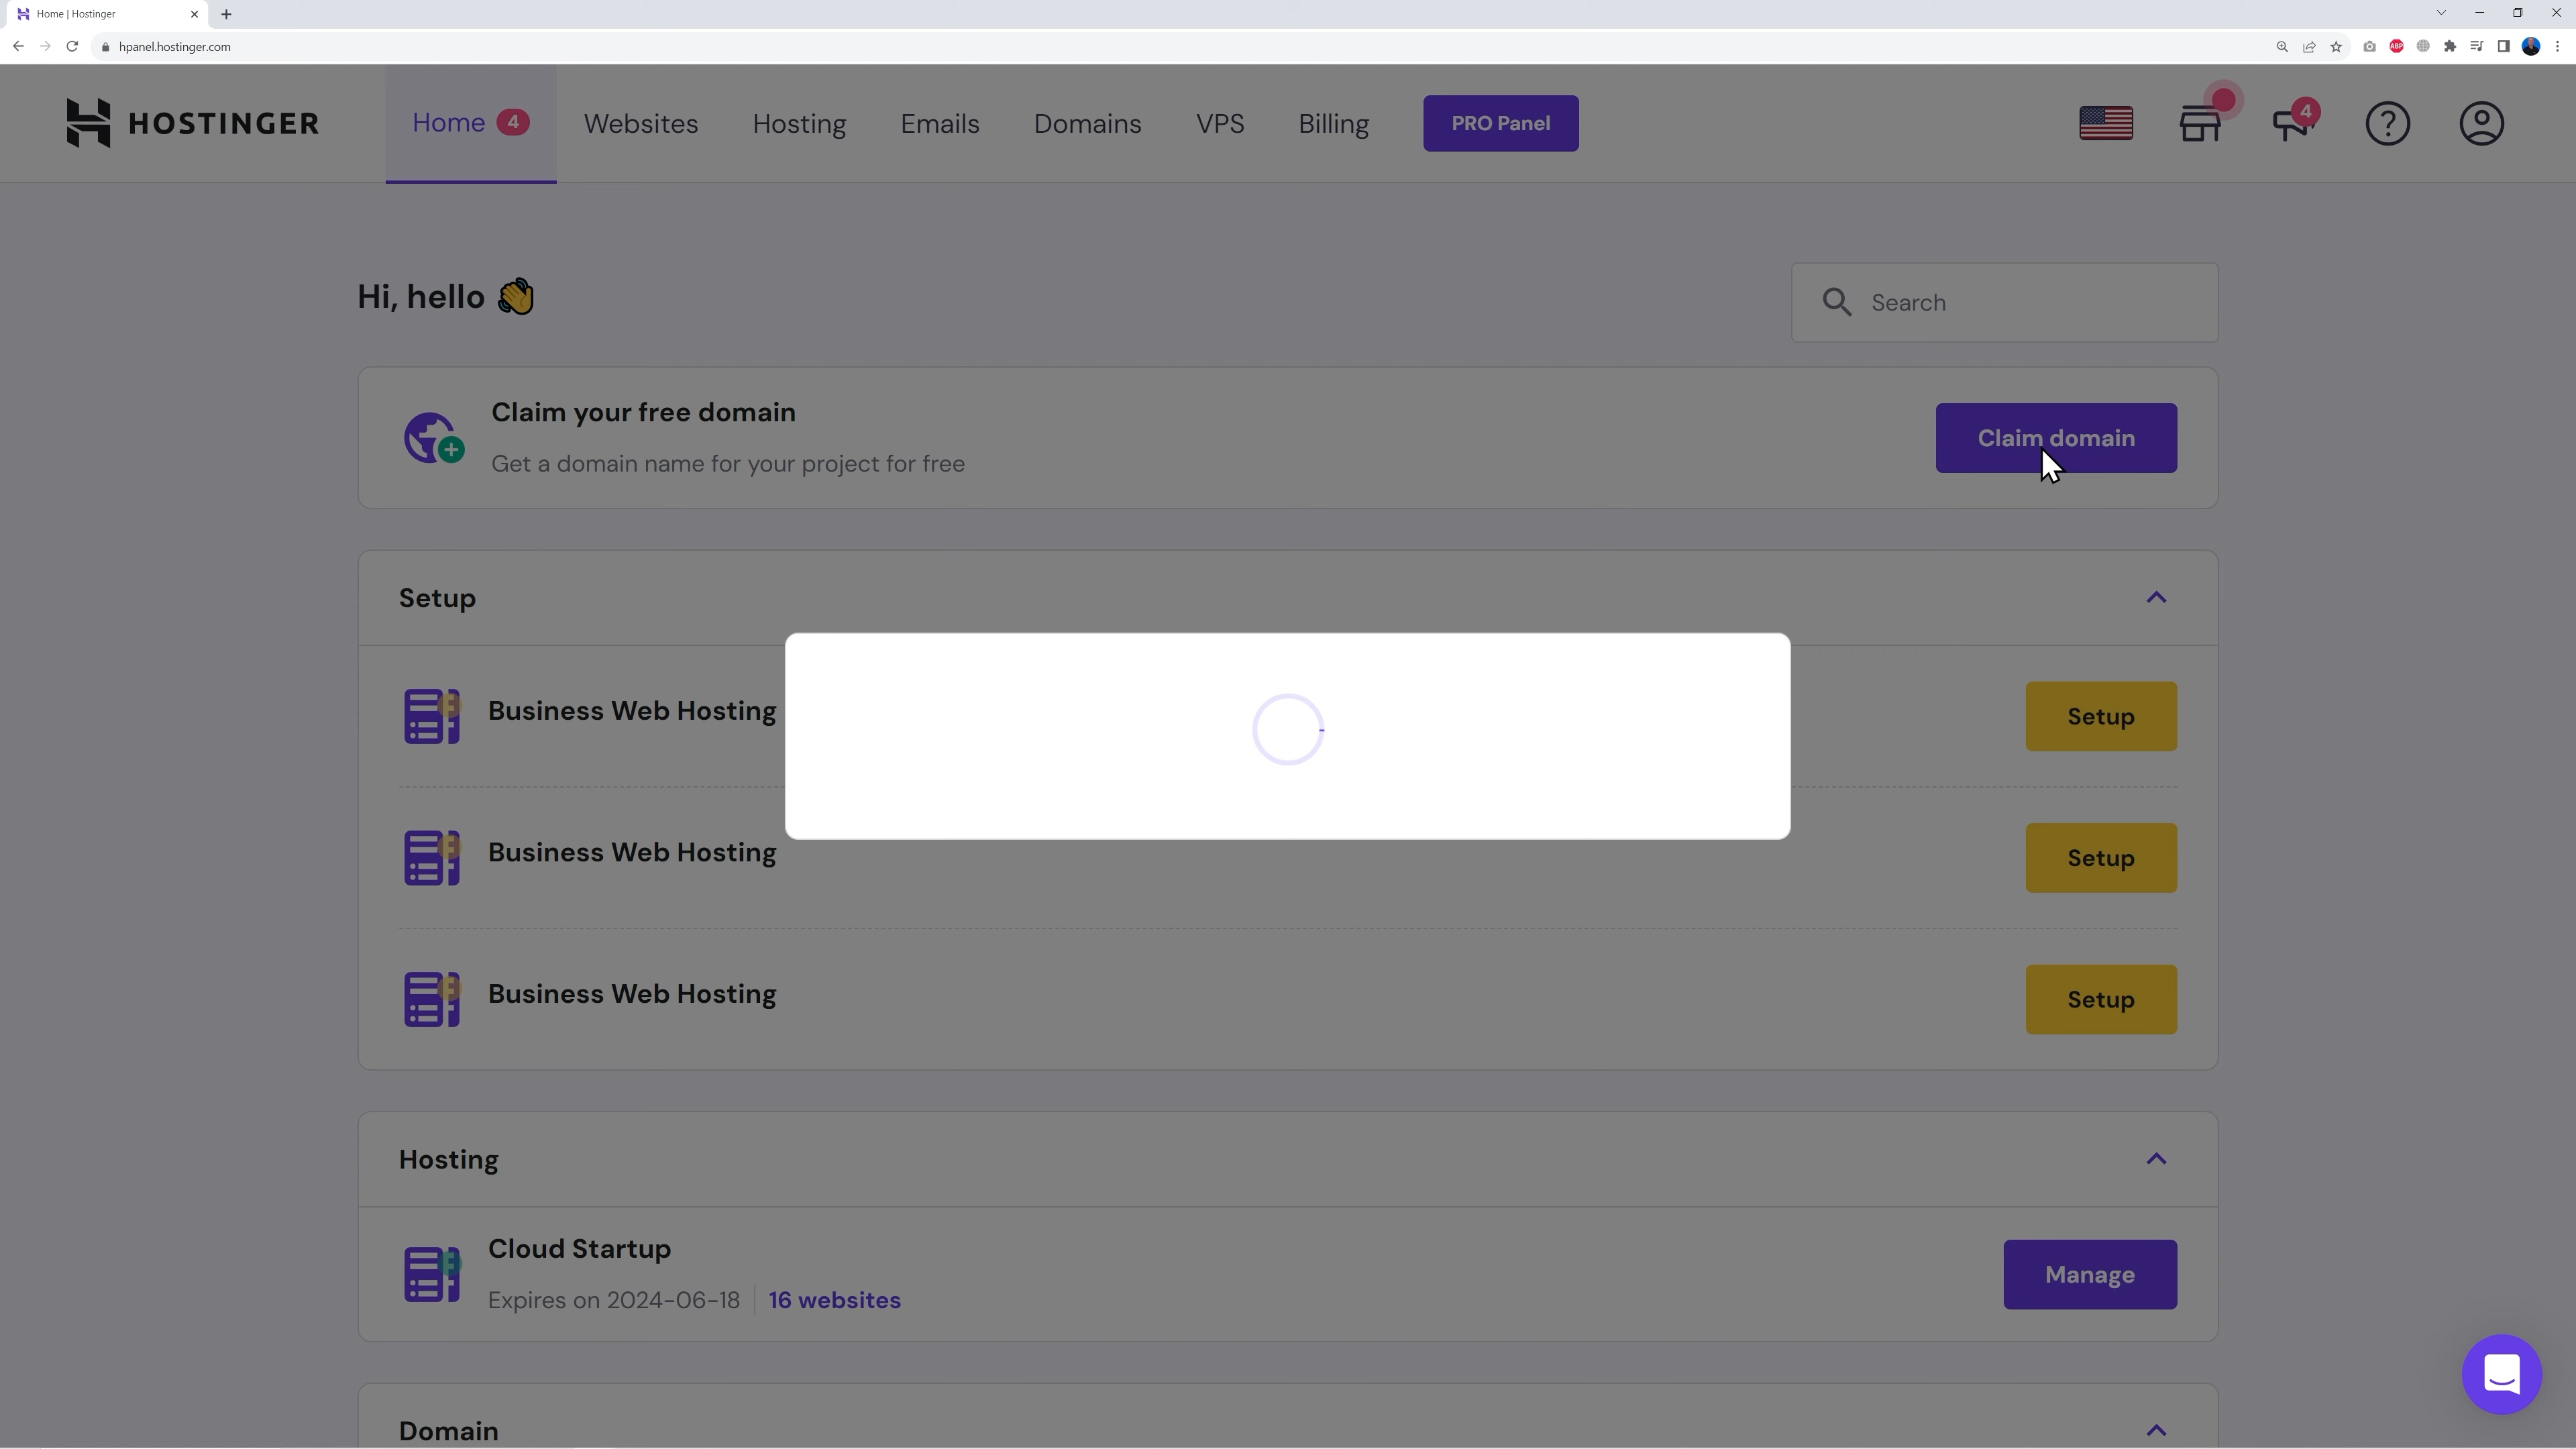 Home | Hostinger
hpanel.hostinger.com
ABP
HOSTINGER
Home 4
Websites
Hosting
Emails
Domains
VPS
Billing
PRO Panel
4
?
Hi, hello 👋
Search
Claim your free domain
Get a domain name for your project for free
Claim domain
Setup
Business Web Hosting
Setup
Business Web Hosting
Setup
Business Web Hosting
Setup
Hosting
Cloud Startup
Expires on 2024-06-18
16 websites
Manage
Domain